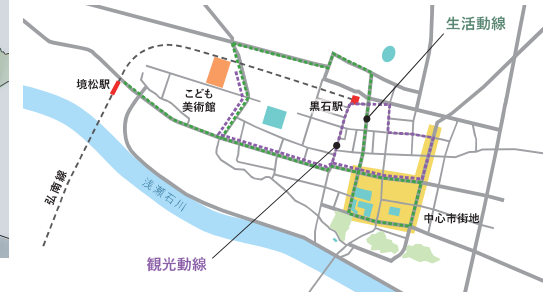 生活動線
境松駅
こども
美術館
黒石駅
弘南線
浅瀬石川
中心市街地
観光動線